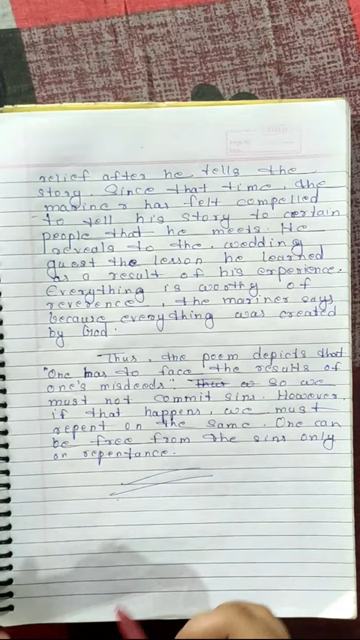 relief after he tells the
story. Since that time, the
mariner has felt compelled
to tell his story to certain
people that he meets. He
reveals to the wedding
guest the lesson he learned
as a result of his experience.
Everything is worthy of
reverence, the mariner says,
because everything was created
by God.
Thus, the poem depicts that
"One has to face the results of
one's misdeeds." so we
must not commit sins. However,
if that happens, we must
repent on the same. One can
be free from the sins only
on repentance.